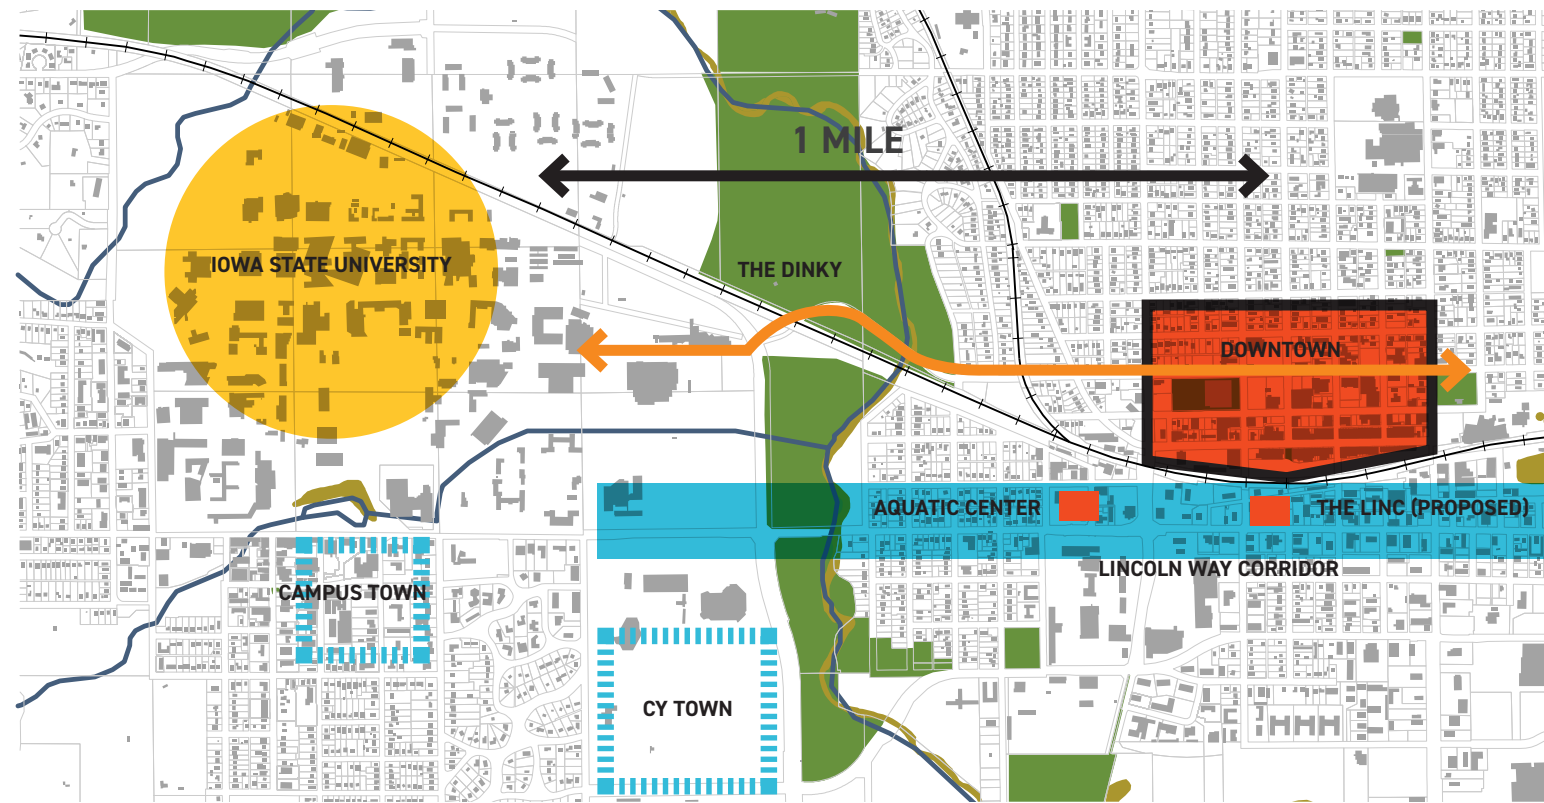 1 MILE
IOWA STATE UNIVERSITY
THE DINKY
DOWNTOWN
AQUATIC CENTER
THE LINC (PROPOSED)
LINCOLN WAY CORRIDOR
CAMPUS TOWN
CY TOWN